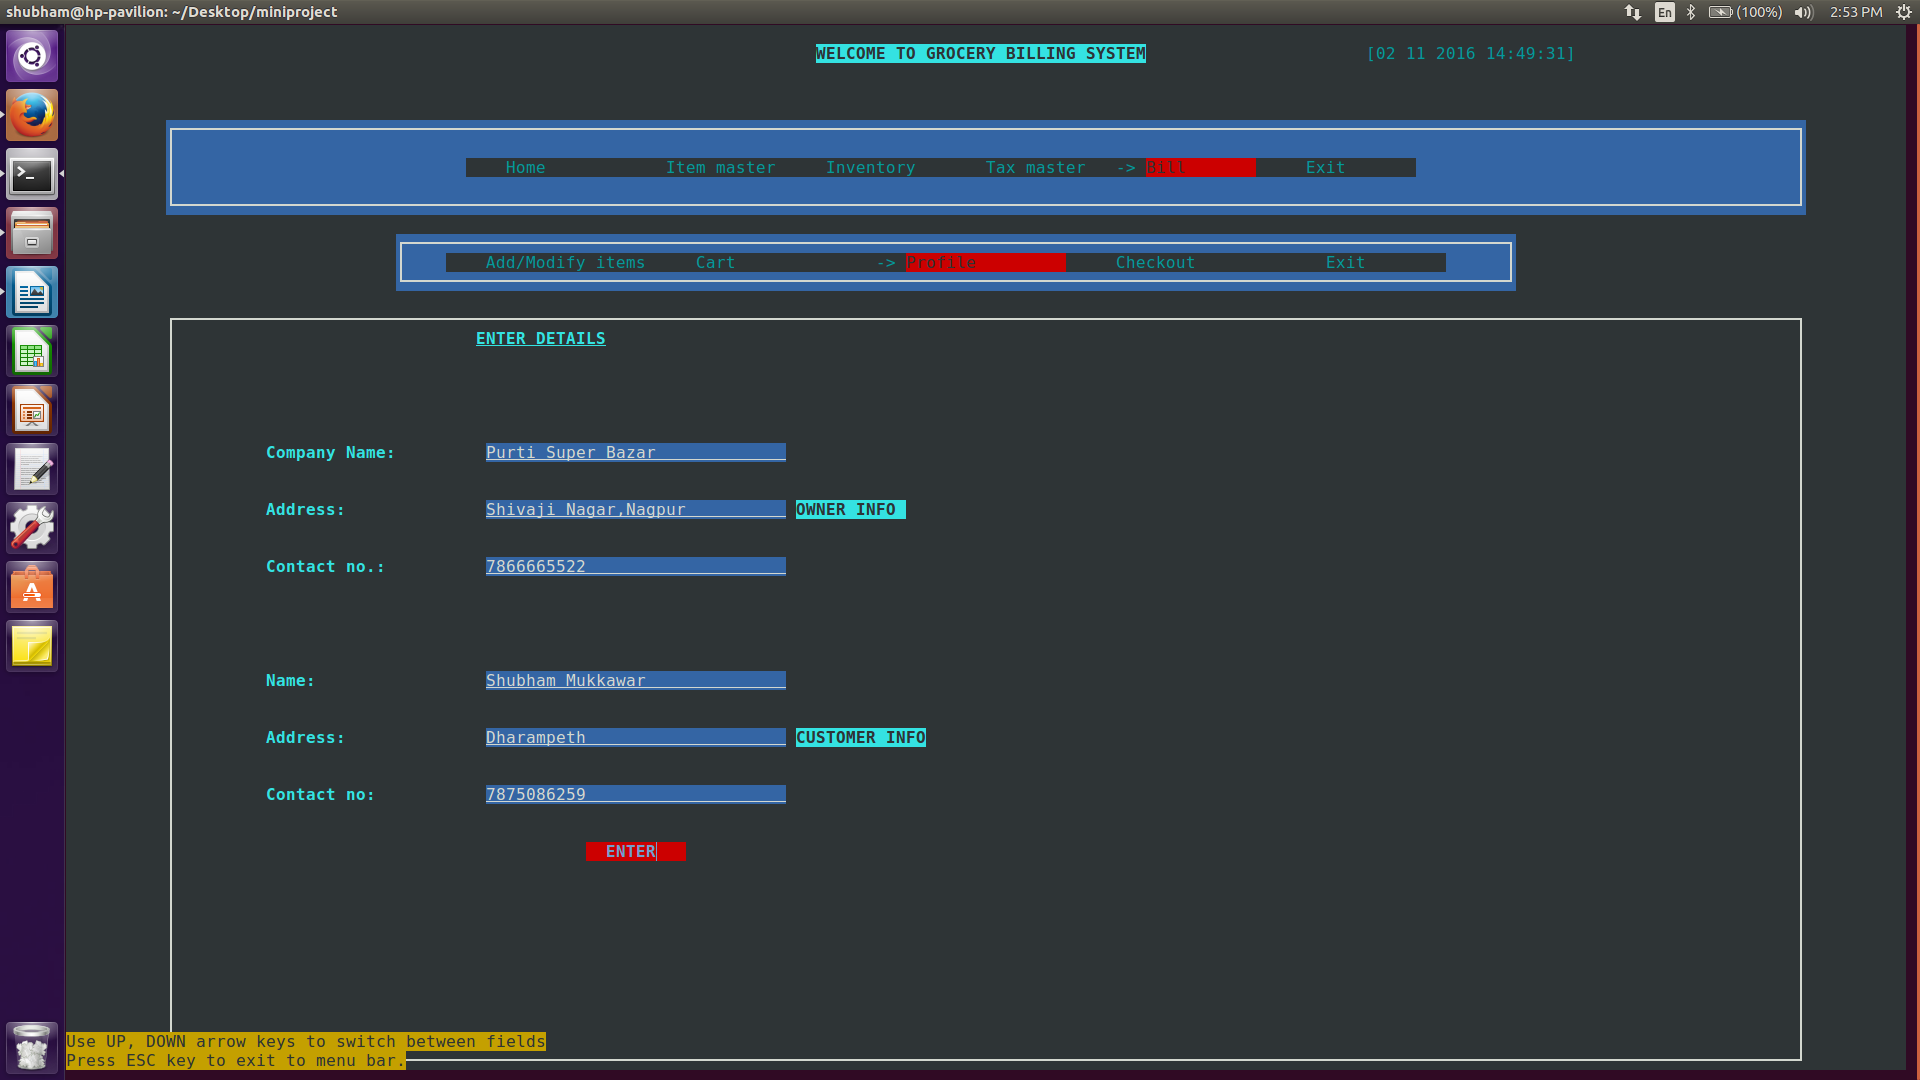 shubham@hp-pavilion: ~/Desktop/miniproject En (100%) 2:53 PM
WELCOME TO GROCERY BILLING SYSTEM [02 11 2016 14:49:31]
Home Item master Inventory Tax master -> Bill Exit
Add/Modify items Cart -> Profile Checkout Exit
ENTER DETAILS
Company Name: Purti Super Bazar
Address: Shivaji Nagar,Nagpur OWNER INFO
Contact no.: 7866665522
Name: Shubham Mukkawar
Address: Dharampeth CUSTOMER INFO
Contact no: 7875086259
ENTER
Use UP, DOWN arrow keys to switch between fields
Press ESC key to exit to menu bar.